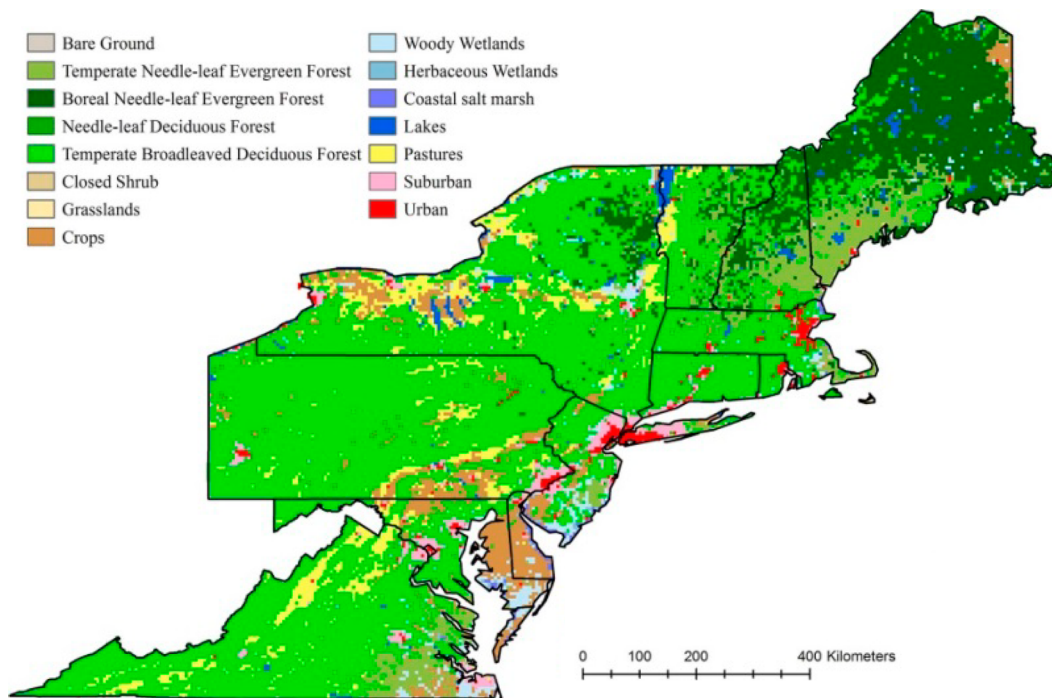 Bare Ground
Temperate Needle-leaf Evergreen Forest
Boreal Needle-leaf Evergreen Forest
Needle-leaf Deciduous Forest
Temperate Broadleaved Deciduous Forest
Closed Shrub
Grasslands
Crops
Woody Wetlands
Herbaceous Wetlands
Coastal salt marsh
Lakes
Pastures
Suburban
Urban
0 100 200 400 Kilometers